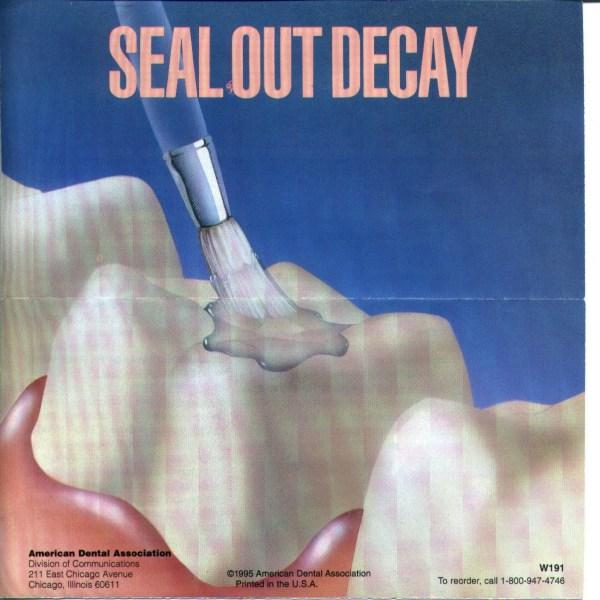 SEAL OUT DECAY
American Dental Association
Division of Communications
211 East Chicago Avenue
Chicago, Illinois 60611
©1995 American Dental Association
Printed in the U.S.A.
W191
To reorder, call 1-800-947-4746